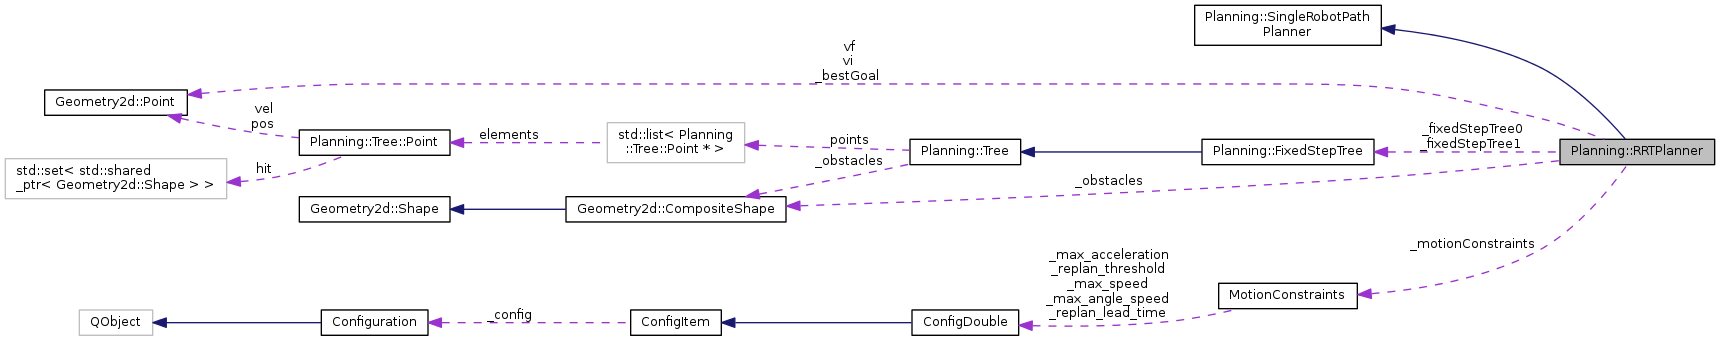 Planning::SingleRobotPath
Planner
vf
vi
_bestGoal
Geometry2d::Point
vel
pos
Planning::Tree::Point
elements
std::list< Planning
::Tree::Point * >
_points
Planning::Tree
Planning::FixedStepTree
_fixedStepTree0
_fixedStepTree1
Planning::RRTPlanner
std::set< std::shared
_ptr< Geometry2d::Shape > >
hit
_obstacles
Geometry2d::Shape
Geometry2d::CompositeShape
_obstacles
_motionConstraints
_max_acceleration
_replan_threshold
_max_speed
_max_angle_speed
_replan_lead_time
MotionConstraints
QObject
Configuration
_config
ConfigItem
ConfigDouble